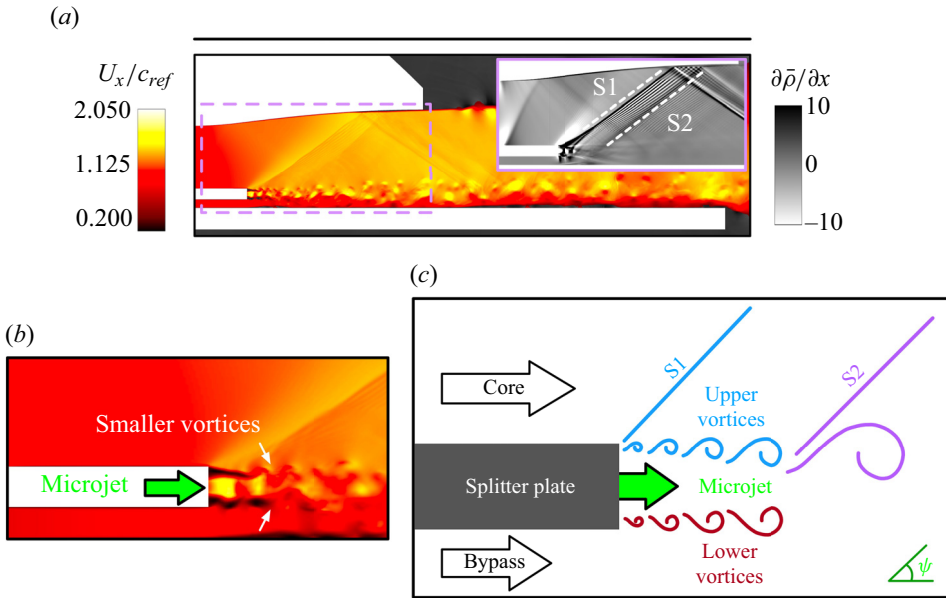 (a)
U_x/c_ref
2.050
1.125
0.200
S1
S2
∂ρ̄/∂x
10
0
−10
(b)
Smaller vortices
Microjet
(c)
Core
S1
Upper
vortices
S2
Splitter plate
Microjet
Bypass
Lower
vortices
ψ